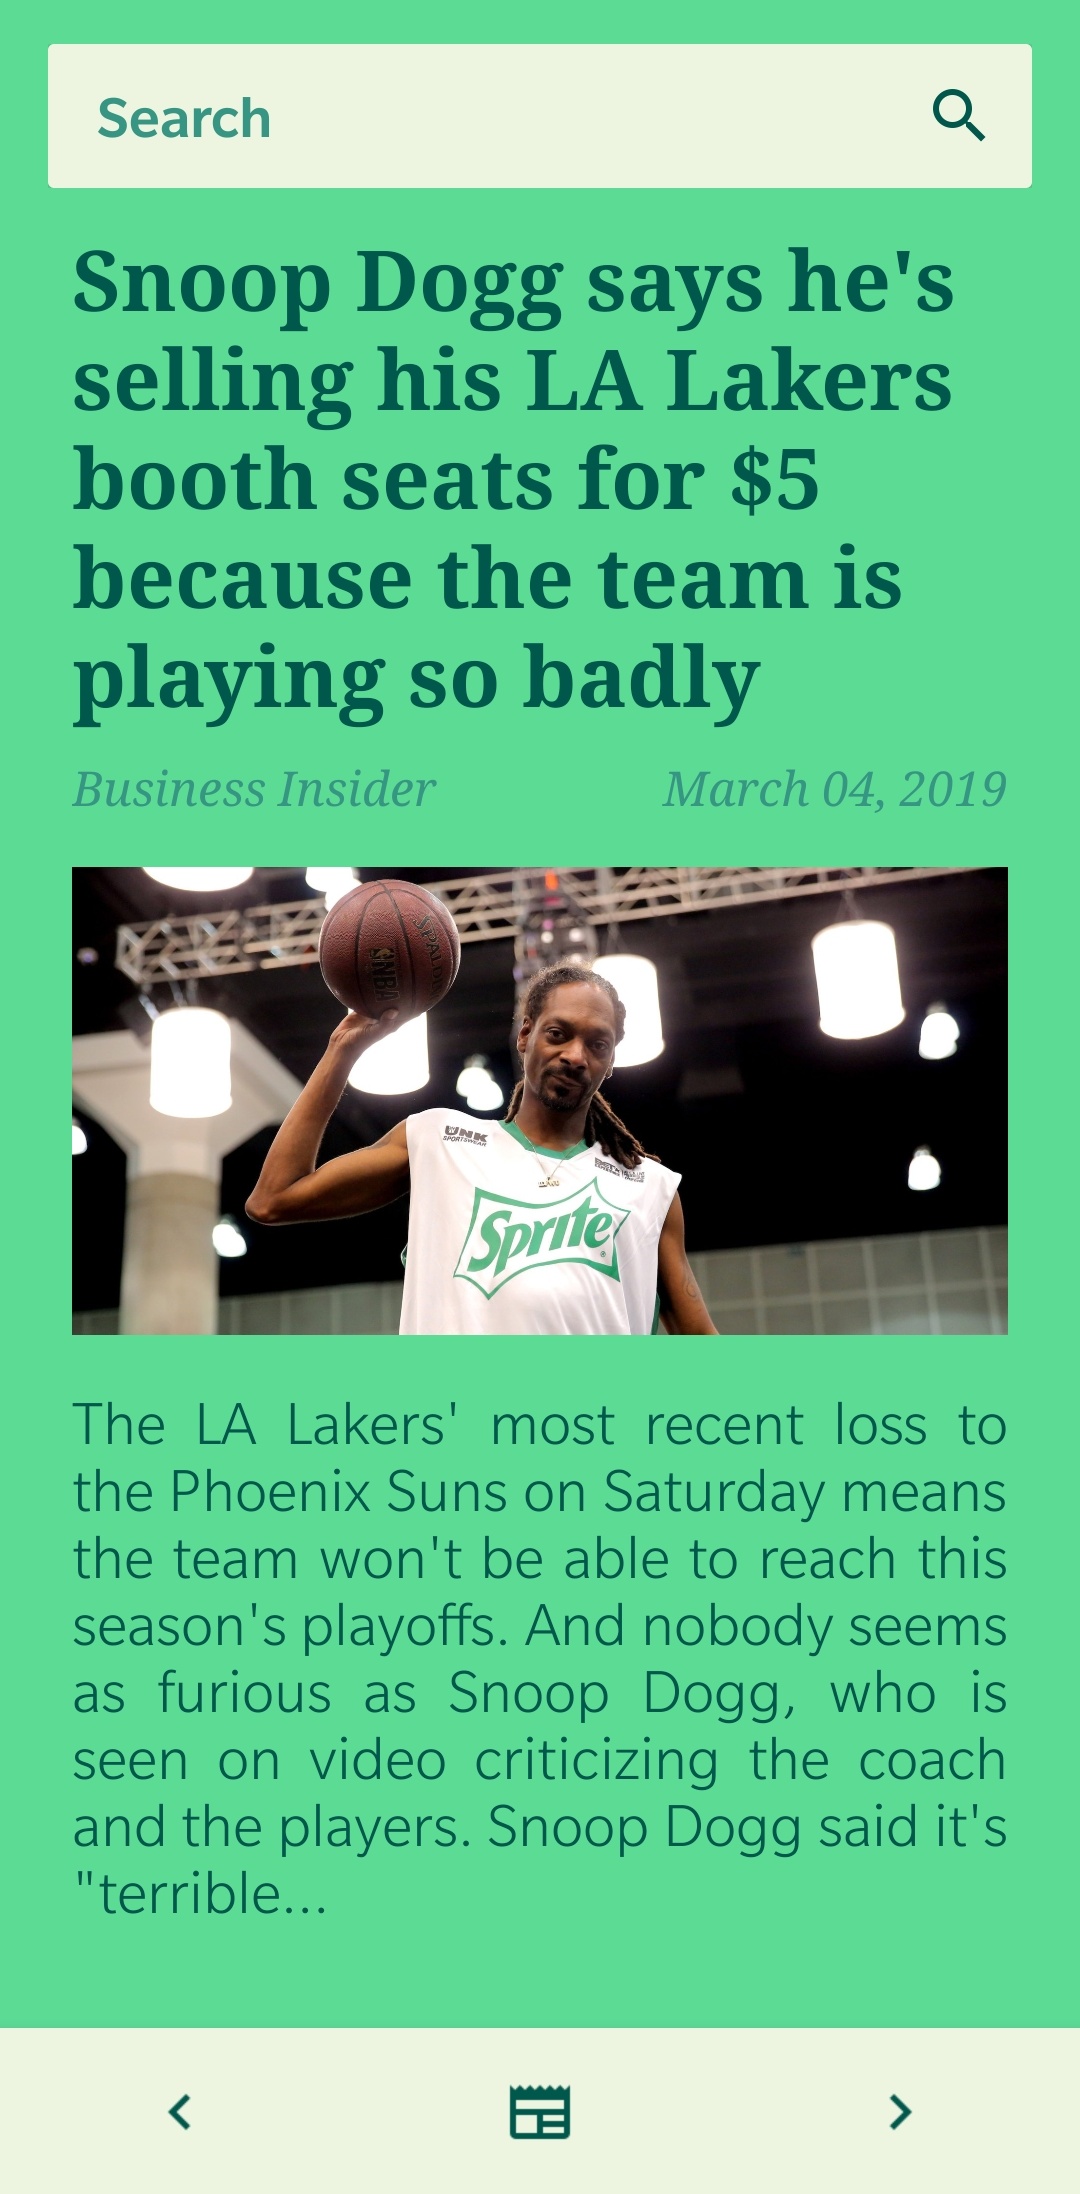 Search
Snoop Dogg says he's
selling his LA Lakers
booth seats for $5
because the team is
playing so badly
Business Insider March 04, 2019
SPALDING
NBA
UNK
SPORTSWEAR
Sprite
The LA Lakers' most recent loss to
the Phoenix Suns on Saturday means
the team won't be able to reach this
season's playoffs. And nobody seems
as furious as Snoop Dogg, who is
seen on video criticizing the coach
and the players. Snoop Dogg said it's
"terrible...